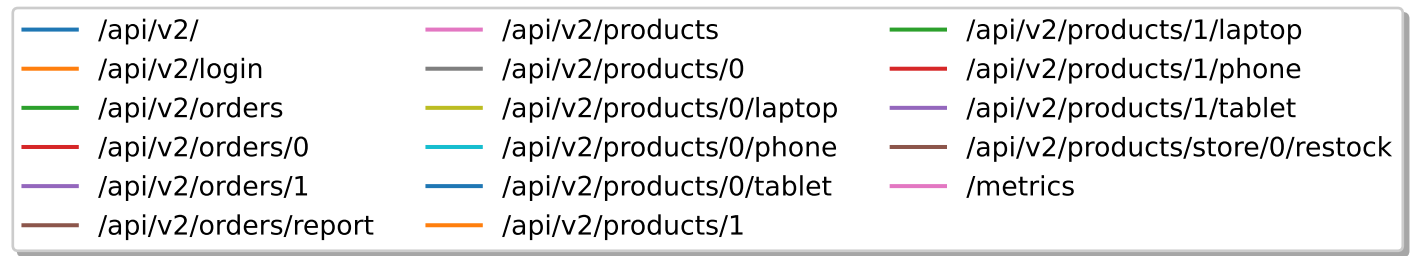 /api/v2/
/api/v2/login
/api/v2/orders
/api/v2/orders/0
/api/v2/orders/1
/api/v2/orders/report
/api/v2/products
/api/v2/products/0
/api/v2/products/0/laptop
/api/v2/products/0/phone
/api/v2/products/0/tablet
/api/v2/products/1
/api/v2/products/1/laptop
/api/v2/products/1/phone
/api/v2/products/1/tablet
/api/v2/products/store/0/restock
/metrics